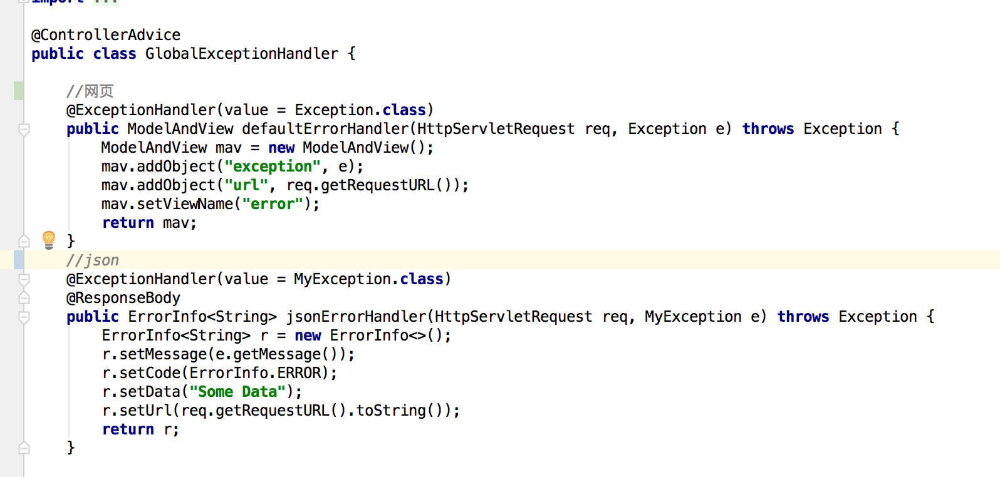 import ...
@ControllerAdvice
public class GlobalExceptionHandler {
//网页
@ExceptionHandler(value = Exception.class)
public ModelAndView defaultErrorHandler(HttpServletRequest req, Exception e) throws Exception {
ModelAndView mav = new ModelAndView();
mav.addObject("exception", e);
mav.addObject("url", req.getRequestURL());
mav.setViewName("error");
return mav;
}
//json
@ExceptionHandler(value = MyException.class)
@ResponseBody
public ErrorInfo<String> jsonErrorHandler(HttpServletRequest req, MyException e) throws Exception {
ErrorInfo<String> r = new ErrorInfo<>();
r.setMessage(e.getMessage());
r.setCode(ErrorInfo.ERROR);
r.setData("Some Data");
r.setUrl(req.getRequestURL().toString());
return r;
}